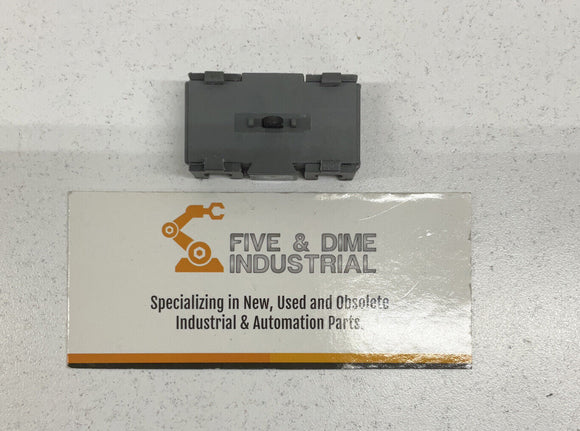 FIVE & DIME
INDUSTRIAL
Specializing in New, Used and Obsolete
Industrial & Automation Parts.